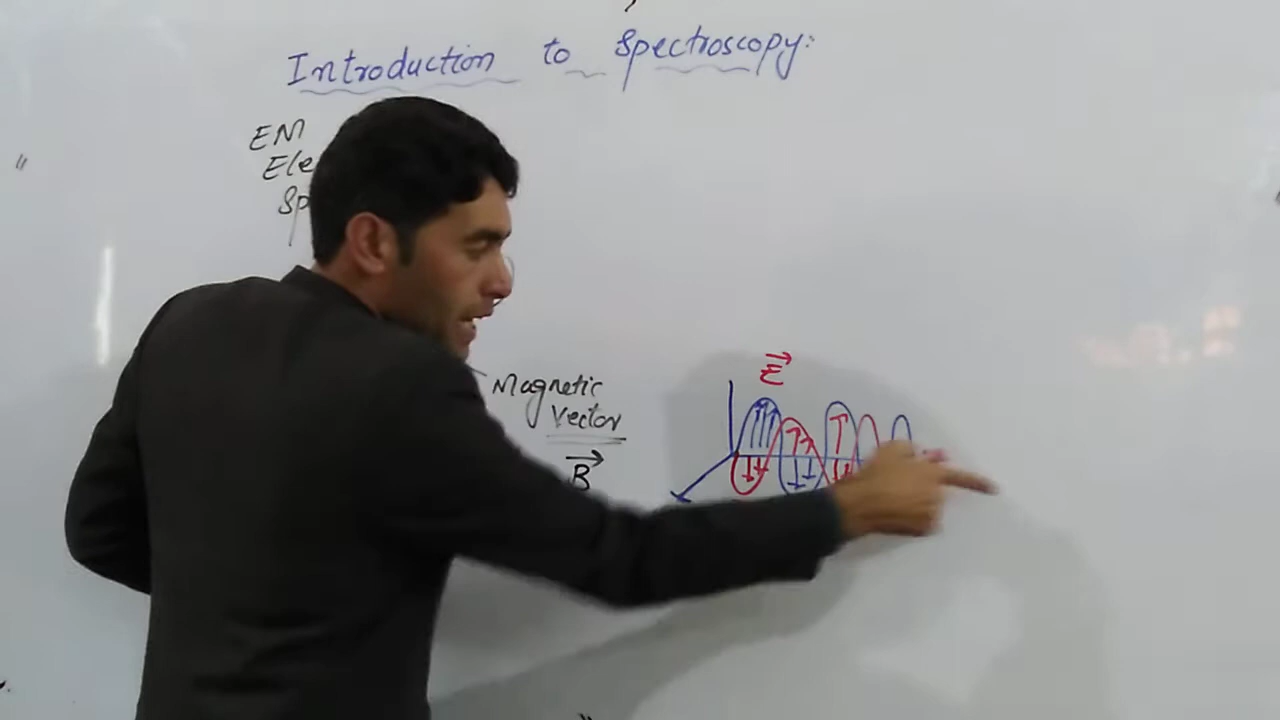 Introduction to Spectroscopy:
EM
Ele
Sp
Magnetic
Vector
B
E